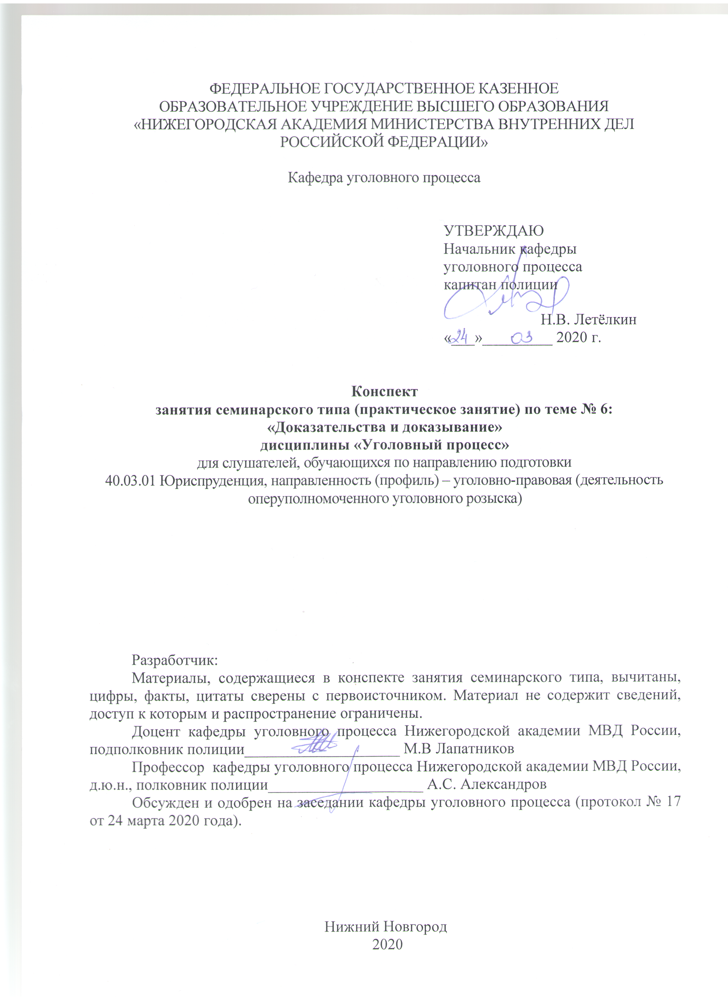 ФЕДЕРАЛЬНОЕ ГОСУДАРСТВЕННОЕ КАЗЕННОЕ
ОБРАЗОВАТЕЛЬНОЕ УЧРЕЖДЕНИЕ ВЫСШЕГО ОБРАЗОВАНИЯ
«НИЖЕГОРОДСКАЯ АКАДЕМИЯ МИНИСТЕРСТВА ВНУТРЕННИХ ДЕЛ
РОССИЙСКОЙ ФЕДЕРАЦИИ»
Кафедра уголовного процесса
УТВЕРЖДАЮ
Начальник кафедры
уголовного процесса
капитан полиции
Н.В. Летёлкин
«24» 03 2020 г.
Конспект
занятия семинарского типа (практическое занятие) по теме № 6:
«Доказательства и доказывание»
дисциплины «Уголовный процесс»
для слушателей, обучающихся по направлению подготовки
40.03.01 Юриспруденция, направленность (профиль) – уголовно-правовая (деятельность
оперуполномоченного уголовного розыска)
Разработчик:
Материалы, содержащиеся в конспекте занятия семинарского типа, вычитаны,
цифры, факты, цитаты сверены с первоисточником. Материал не содержит сведений,
доступ к которым и распространение ограничены.
Доцент кафедры уголовного процесса Нижегородской академии МВД России,
подполковник полиции____________________ М.В Лапатников
Профессор кафедры уголовного процесса Нижегородской академии МВД России,
д.ю.н., полковник полиции____________________ А.С. Александров
Обсужден и одобрен на заседании кафедры уголовного процесса (протокол № 17
от 24 марта 2020 года).
Нижний Новгород
2020